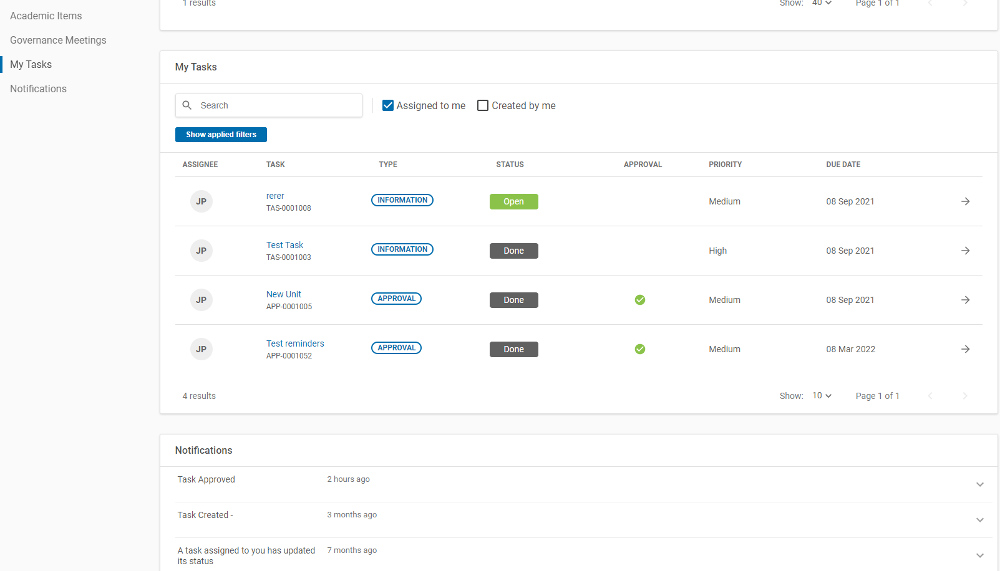 1 results
Show: 40
Page 1 of 1
Academic Items
Governance Meetings
My Tasks
Notifications
My Tasks
Search
Assigned to me
Created by me
Show applied filters
ASSIGNEE TASK TYPE STATUS APPROVAL PRIORITY DUE DATE
JP rerer INFORMATION Open Medium 08 Sep 2021
TAS-0001008
JP Test Task INFORMATION Done High 08 Sep 2021
TAS-0001003
JP New Unit APPROVAL Done Medium 08 Sep 2021
APP-0001005
JP Test reminders APPROVAL Done Medium 08 Mar 2022
APP-0001052
4 results
Show: 10
Page 1 of 1
Notifications
Task Approved 2 hours ago
Task Created - 3 months ago
A task assigned to you has updated 7 months ago
its status